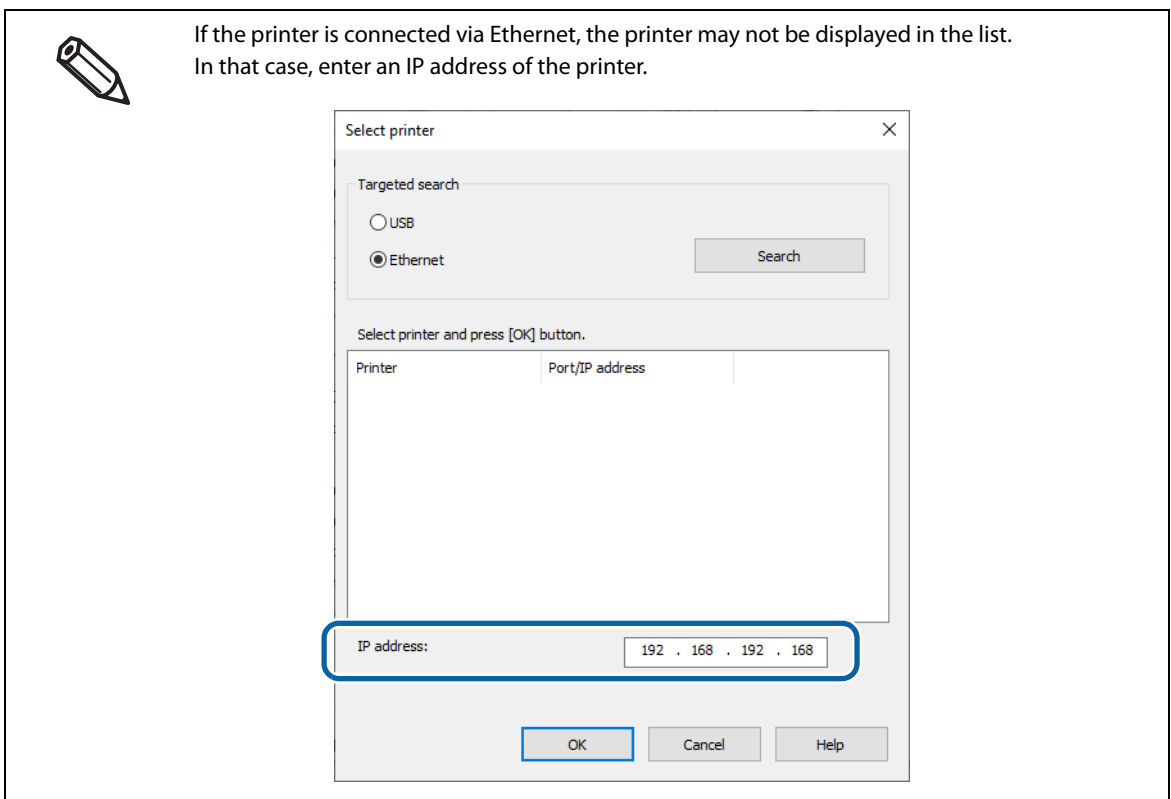 If the printer is connected via Ethernet, the printer may not be displayed in the list.
In that case, enter an IP address of the printer.
Select printer
Targeted search
USB
Ethernet
Search
Select printer and press [OK] button.
Printer Port/IP address
IP address: 192 . 168 . 192 . 168
OK Cancel Help